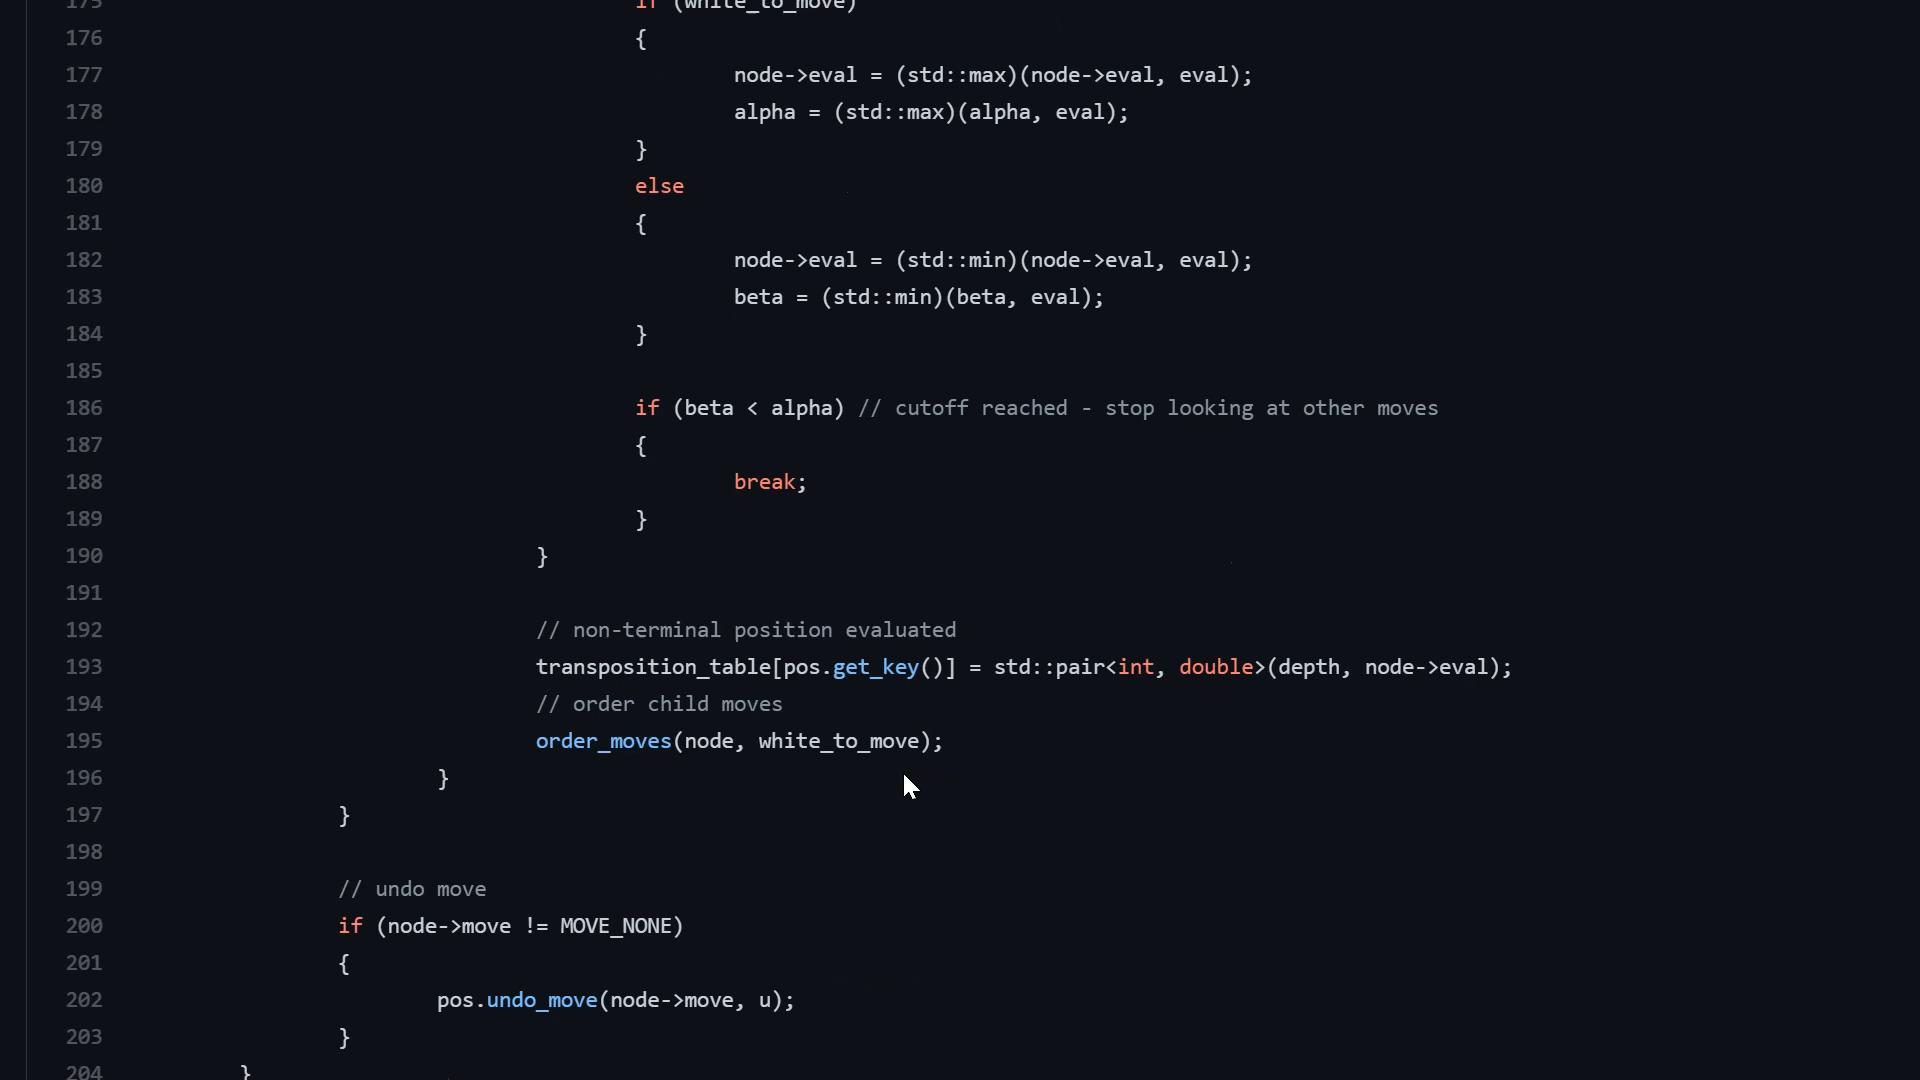 175 if (white_to_move)
176 {
177 node->eval = (std::max)(node->eval, eval);
178 alpha = (std::max)(alpha, eval);
179 }
180 else
181 {
182 node->eval = (std::min)(node->eval, eval);
183 beta = (std::min)(beta, eval);
184 }
185
186 if (beta < alpha) // cutoff reached - stop looking at other moves
187 {
188 break;
189 }
190 }
191
192 // non-terminal position evaluated
193 transposition_table[pos.get_key()] = std::pair<int, double>(depth, node->eval);
194 // order child moves
195 order_moves(node, white_to_move);
196 }
197 }
198
199 // undo move
200 if (node->move != MOVE_NONE)
201 {
202 pos.undo_move(node->move, u);
203 }
204 }